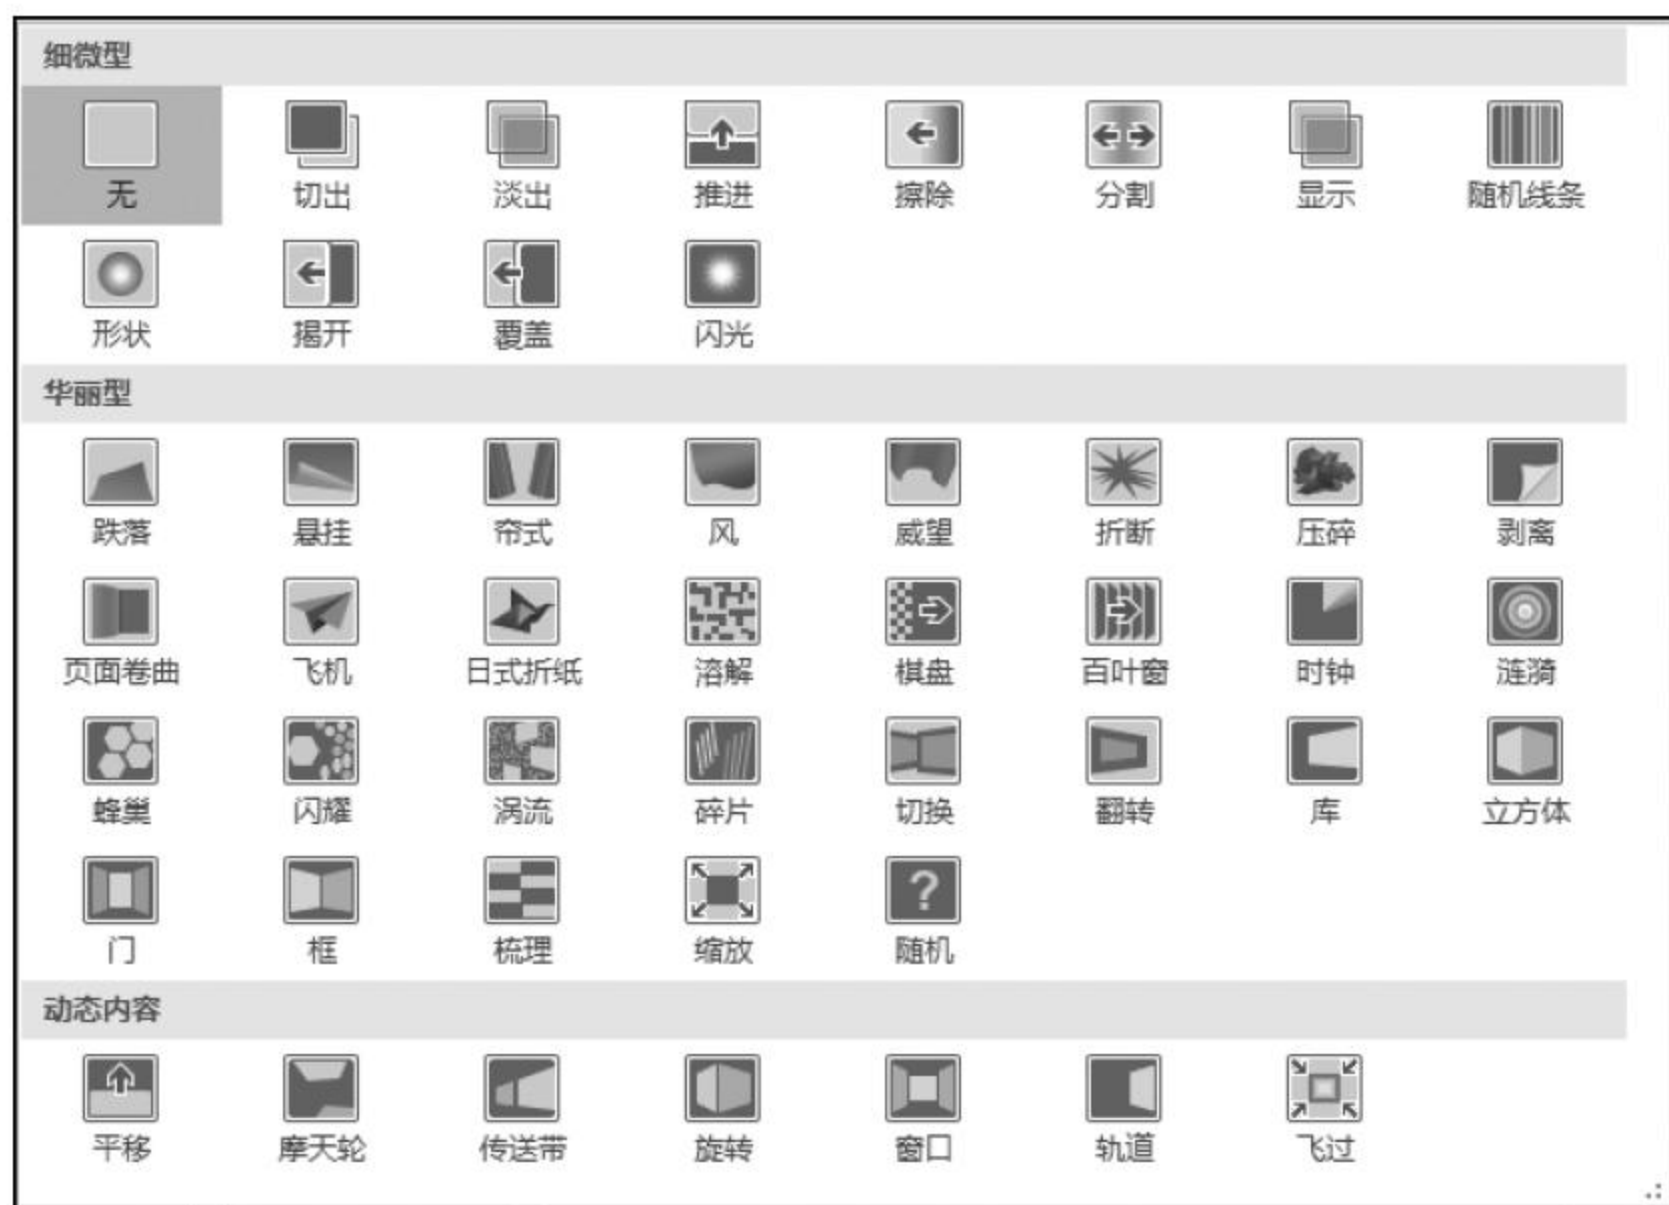 细微型
无 切出 淡出 推进 擦除 分割 显示 随机线条
形状 揭开 覆盖 闪光
华丽型
跌落 悬挂 帘式 风 威望 折断 压碎 剥离
页面卷曲 飞机 日式折纸 溶解 棋盘 百叶窗 时钟 涟漪
蜂巢 闪耀 涡流 碎片 切换 翻转 库 立方体
门 框 梳理 缩放 ? 随机
动态内容
平移 摩天轮 传送带 旋转 窗口 轨道 飞过